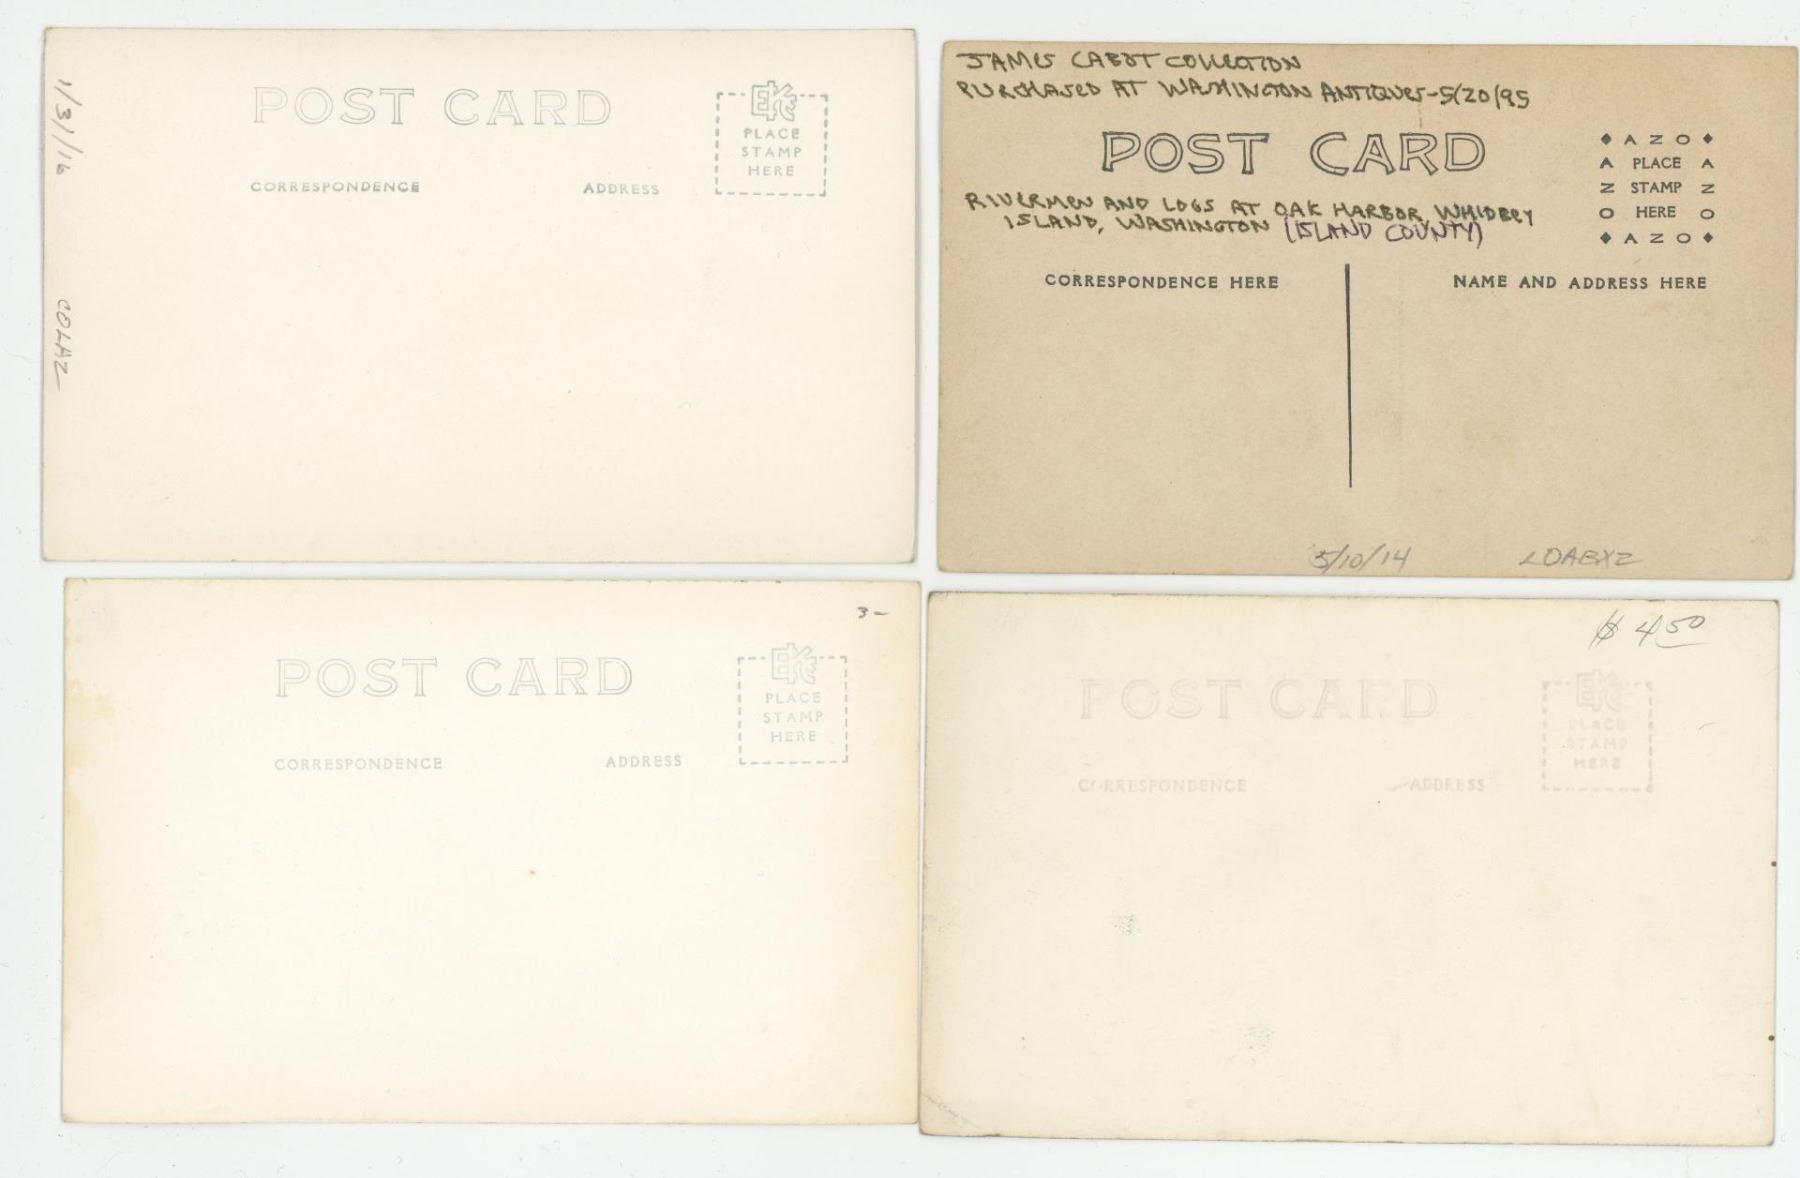 1/31/16
COLAZ
POST CARD
PLACE
STAMP
HERE
CORRESPONDENCE
ADDRESS
JAMES CABOT COLLECTION
PURCHASED AT WASHINGTON ANTIQUES-5/20/95
POST CARD
AZO
A PLACE A
Z STAMP Z
O HERE O
AZO
RIVERMEN AND LOGS AT OAK HARBOR WHIDBEY
ISLAND, WASHINGTON (ISLAND COUNTY)
CORRESPONDENCE HERE
NAME AND ADDRESS HERE
5/10/14
LOABXZ
3-
POST CARD
PLACE
STAMP
HERE
CORRESPONDENCE
ADDRESS
$ 4.50
POST CARD
PLACE
STAMP
HERE
CORRESPONDENCE
ADDRESS